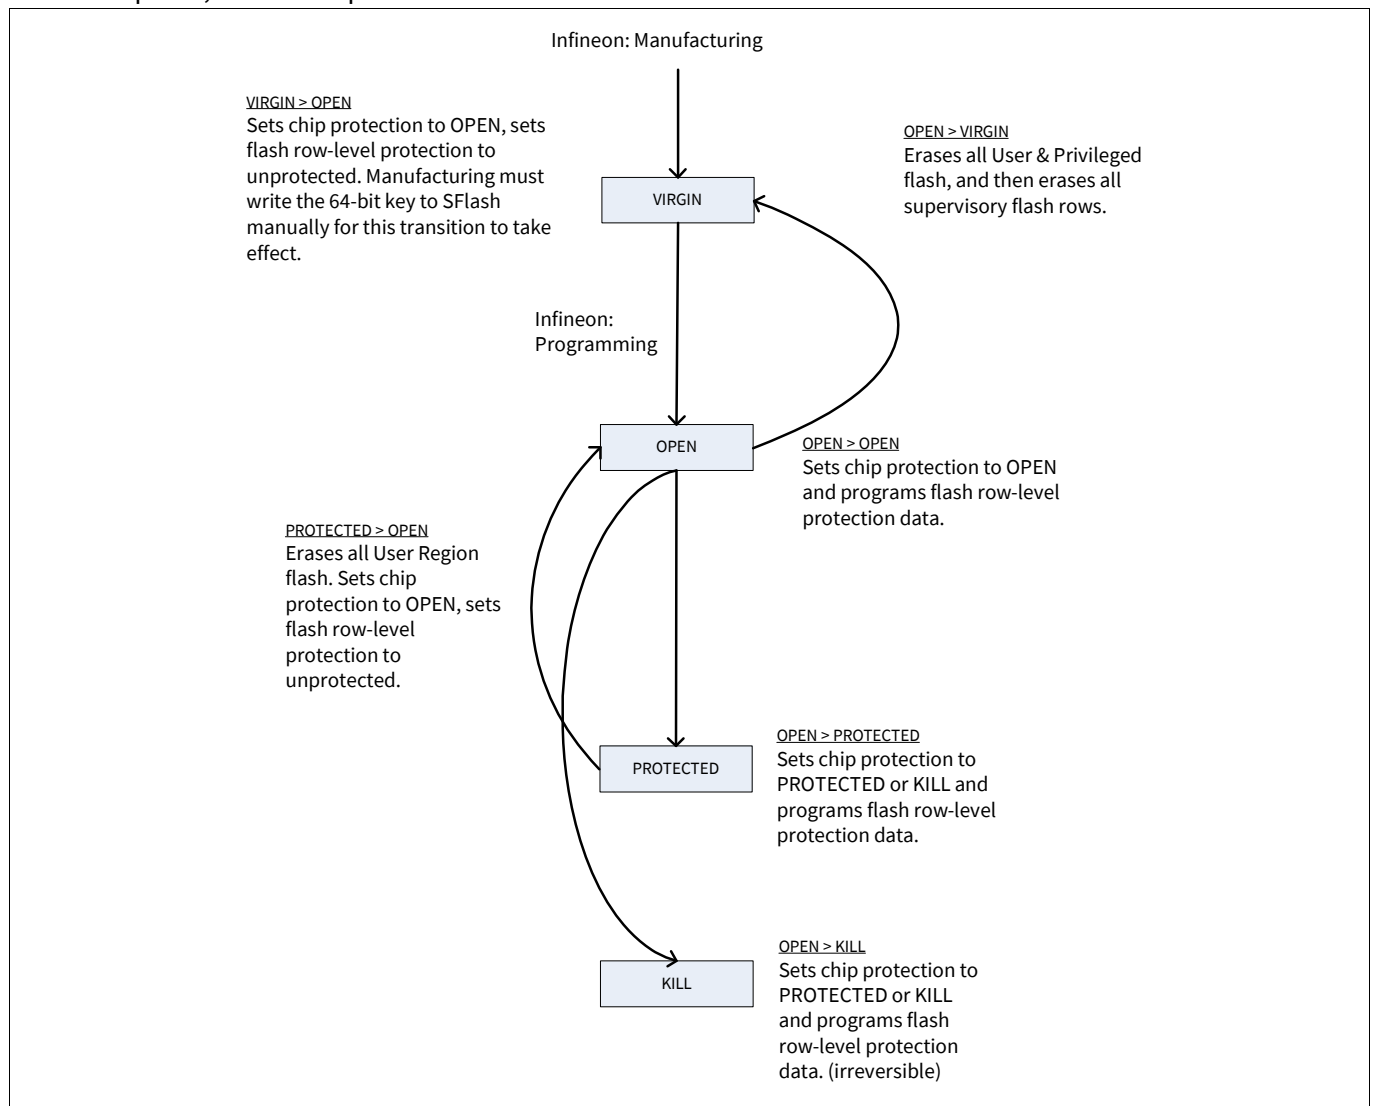 Infineon: Manufacturing
VIRGIN > OPEN
Sets chip protection to OPEN, sets
flash row-level protection to
unprotected. Manufacturing must
write the 64-bit key to SFlash
manually for this transition to take
effect.
OPEN > VIRGIN
Erases all User & Privileged
flash, and then erases all
supervisory flash rows.
VIRGIN
Infineon:
Programming
OPEN
OPEN > OPEN
Sets chip protection to OPEN
and programs flash row-level
protection data.
PROTECTED > OPEN
Erases all User Region
flash. Sets chip
protection to OPEN, sets
flash row-level
protection to
unprotected.
PROTECTED
OPEN > PROTECTED
Sets chip protection to
PROTECTED or KILL and
programs flash row-level
protection data.
KILL
OPEN > KILL
Sets chip protection to
PROTECTED or KILL
and programs flash
row-level protection
data. (irreversible)